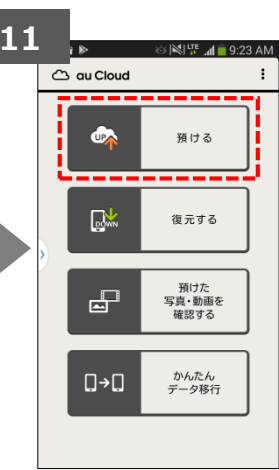 11
LTE 9:23 AM
au Cloud
UP
預ける
DOWN
復元する
預けた
写真・動画を
確認する
かんたん
データ移行